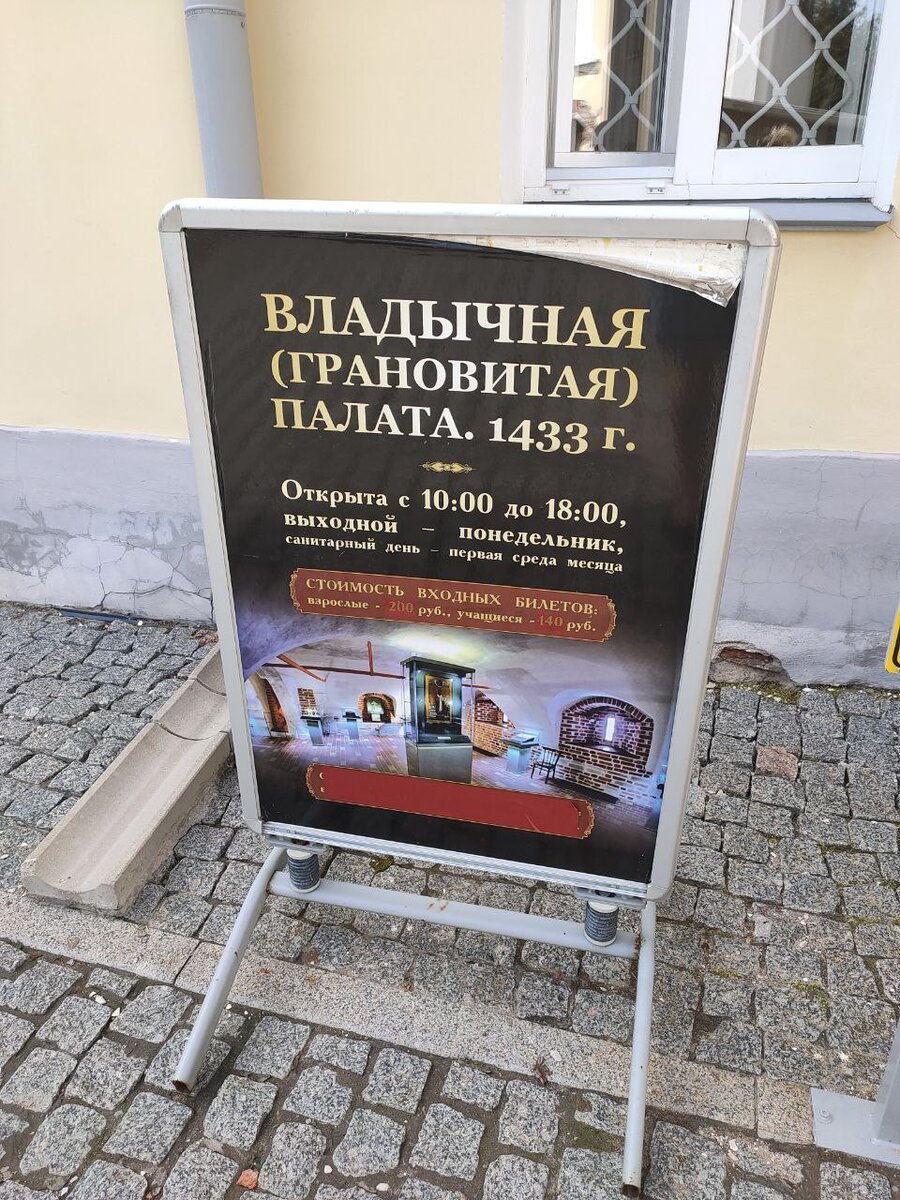 ВЛАДЫЧНАЯ
(ГРАНОВИТАЯ)
ПАЛАТА. 1433 г.
Открыта с 10:00 до 18:00,
выходной – понедельник,
санитарный день – первая среда месяца
СТОИМОСТЬ ВХОДНЫХ БИЛЕТОВ:
взрослые - 200 руб., учащиеся - 140 руб.